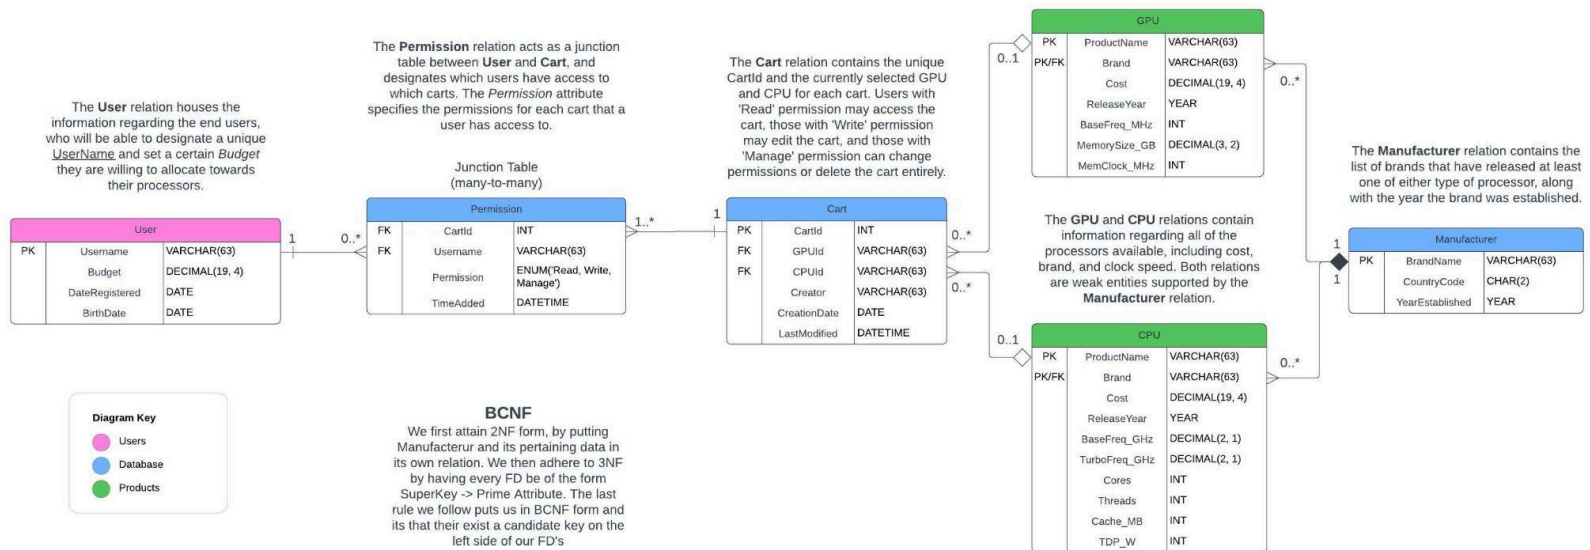 The User relation houses the
information regarding the end users,
who will be able to designate a unique
UserName and set a certain Budget
they are willing to allocate towards
their processors.
User
PK Username VARCHAR(63)
Budget DECIMAL(19, 4)
DateRegistered DATE
BirthDate DATE
1
0..*
The Permission relation acts as a junction
table between User and Cart, and
designates which users have access to
which carts. The Permission attribute
specifies the permissions for each cart that a
user has access to.
Junction Table
(many-to-many)
Permission
FK CartId INT
FK Username VARCHAR(63)
Permission ENUM('Read, Write,
Manage')
TimeAdded DATETIME
1..*
1
The Cart relation contains the unique
CartId and the currently selected GPU
and CPU for each cart. Users with
'Read' permission may access the
cart, those with 'Write' permission
may edit the cart, and those with
'Manage' permission can change
permissions or delete the cart entirely.
Cart
PK CartId INT
FK GPUId VARCHAR(63)
FK CPUId VARCHAR(63)
Creator VARCHAR(63)
CreationDate DATE
LastModified DATETIME
0..*
0..*
0..1
0..1
GPU
PK ProductName VARCHAR(63)
PK/FK Brand VARCHAR(63)
Cost DECIMAL(19, 4)
ReleaseYear YEAR
BaseFreq_MHz INT
MemorySize_GB DECIMAL(3, 2)
MemClock_MHz INT
0..*
The GPU and CPU relations contain
information regarding all of the
processors available, including cost,
brand, and clock speed. Both relations
are weak entities supported by the
Manufacturer relation.
CPU
PK ProductName VARCHAR(63)
PK/FK Brand VARCHAR(63)
Cost DECIMAL(19, 4)
ReleaseYear YEAR
BaseFreq_GHz DECIMAL(2, 1)
TurboFreq_GHz DECIMAL(2, 1)
Cores INT
Threads INT
Cache_MB INT
TDP_W INT
0..*
The Manufacturer relation contains the
list of brands that have released at least
one of either type of processor, along
with the year the brand was established.
1
1
Manufacturer
PK BrandName VARCHAR(63)
CountryCode CHAR(2)
YearEstablished YEAR
Diagram Key
Users
Database
Products
BCNF
We first attain 2NF form, by putting
Manufacterur and its pertaining data in
its own relation. We then adhere to 3NF
by having every FD be of the form
SuperKey -> Prime Attribute. The last
rule we follow puts us in BCNF form and
its that their exist a candidate key on the
left side of our FD's